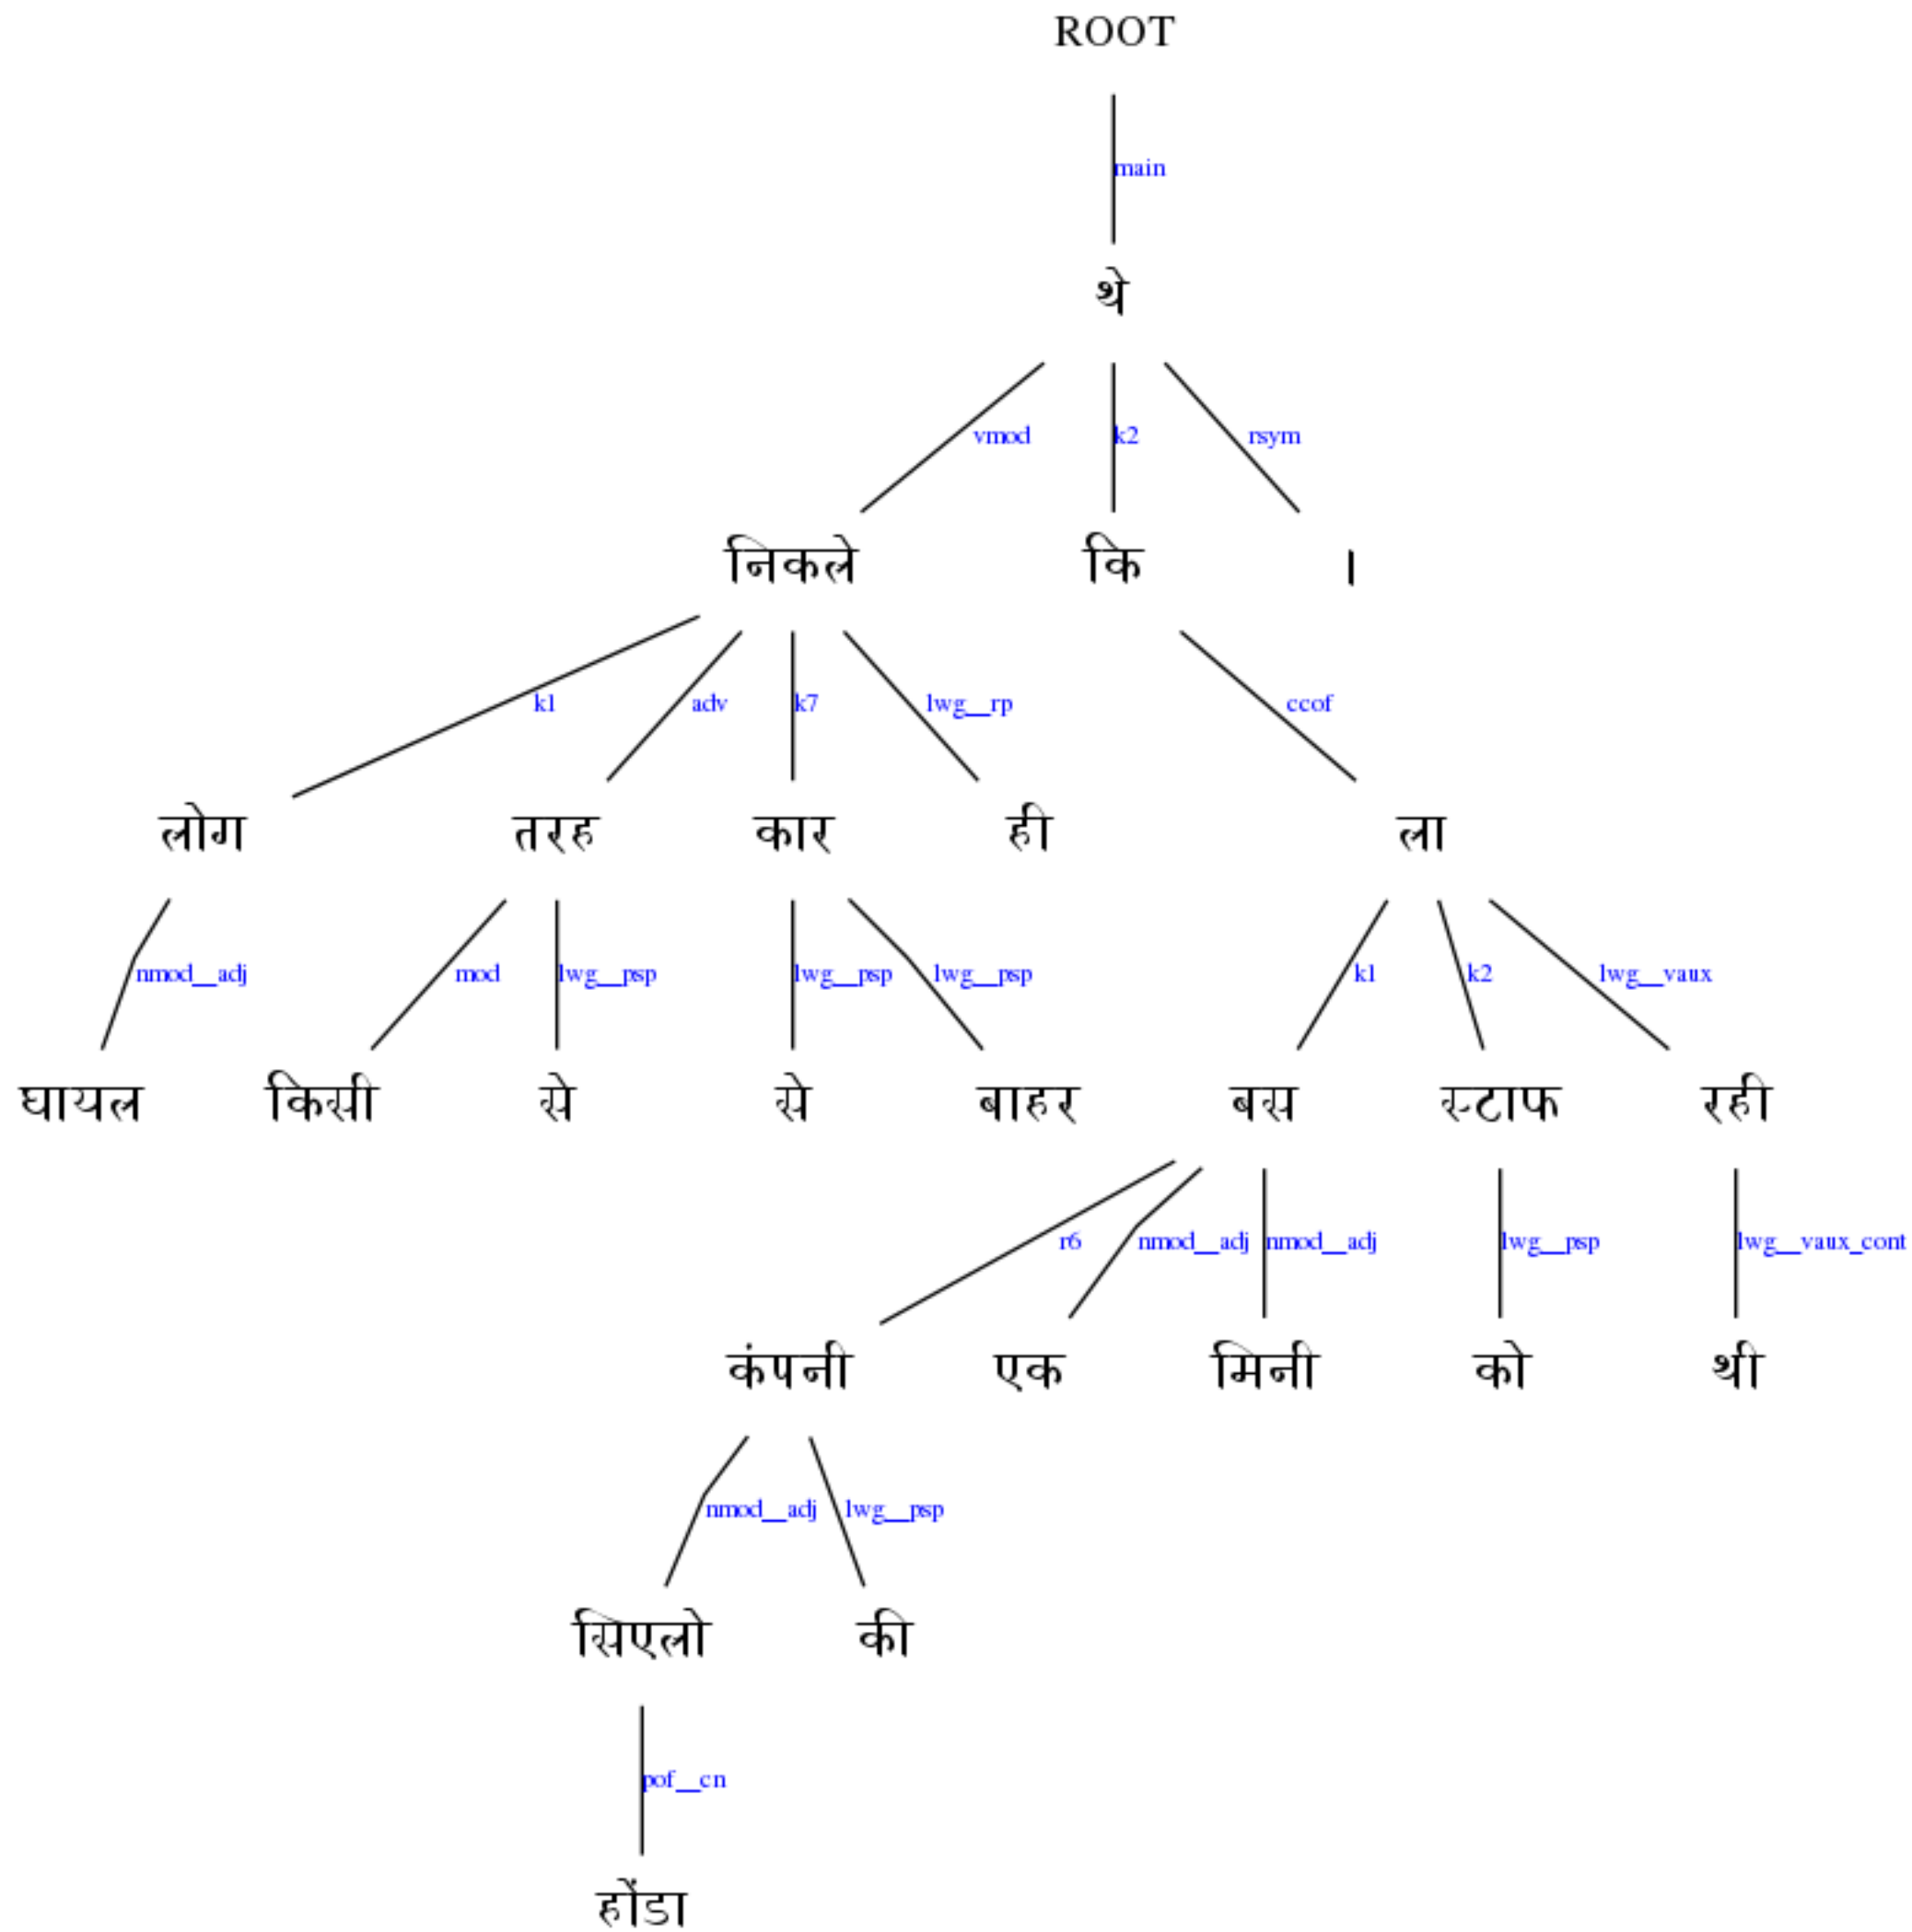 ROOT
main
थे
vmod k2 rsym
निकले कि ।
k1 adv k7 lwg__rp ccof
लोग तरह कार ही ला
nmod__adj mod lwg__psp lwg__psp lwg__psp k1 k2 lwg__vaux
घायल किसी से से बाहर बस स्टाफ रही
r6 nmod__adj nmod__adj lwg__psp lwg__vaux_cont
कंपनी एक मिनी को थी
nmod__adj lwg__psp
सिएलो की
pof__cn
होंडा